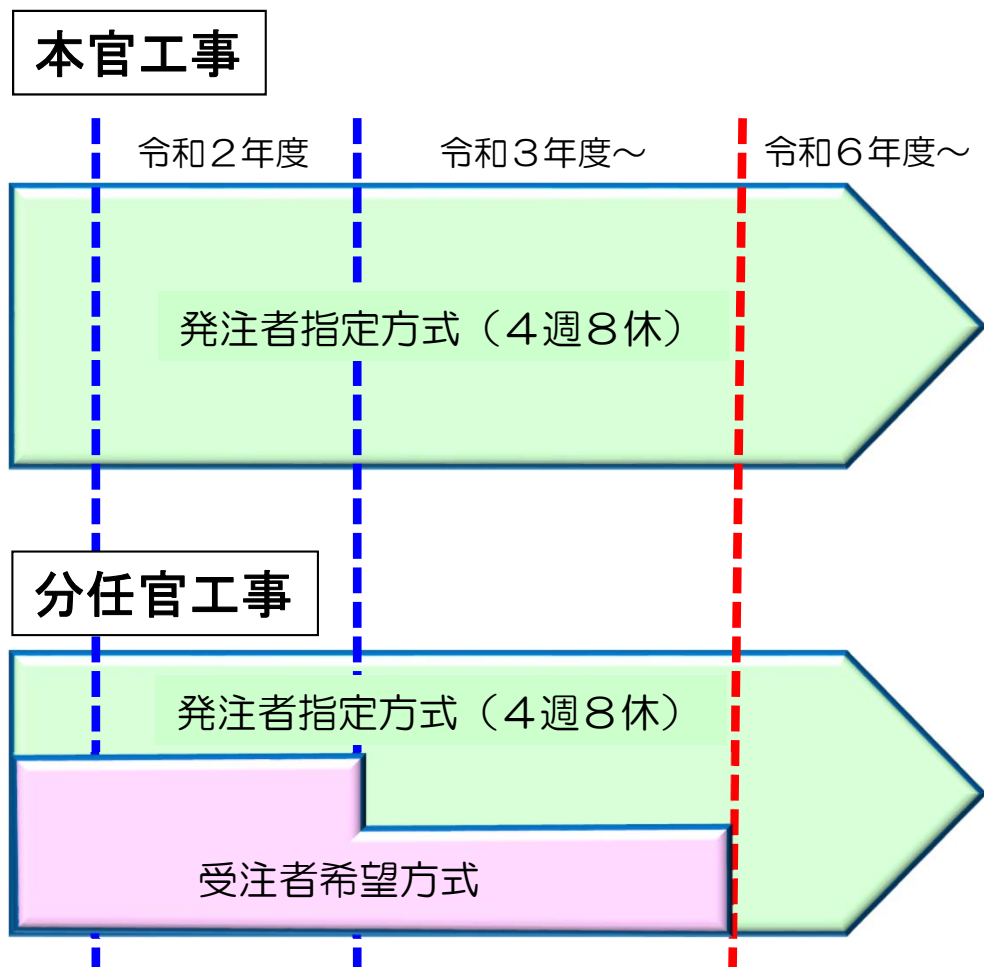 本官工事
令和２年度
令和３年度～
令和６年度～
発注者指定方式（４週８休）
分任官工事
発注者指定方式（４週８休）
受注者希望方式